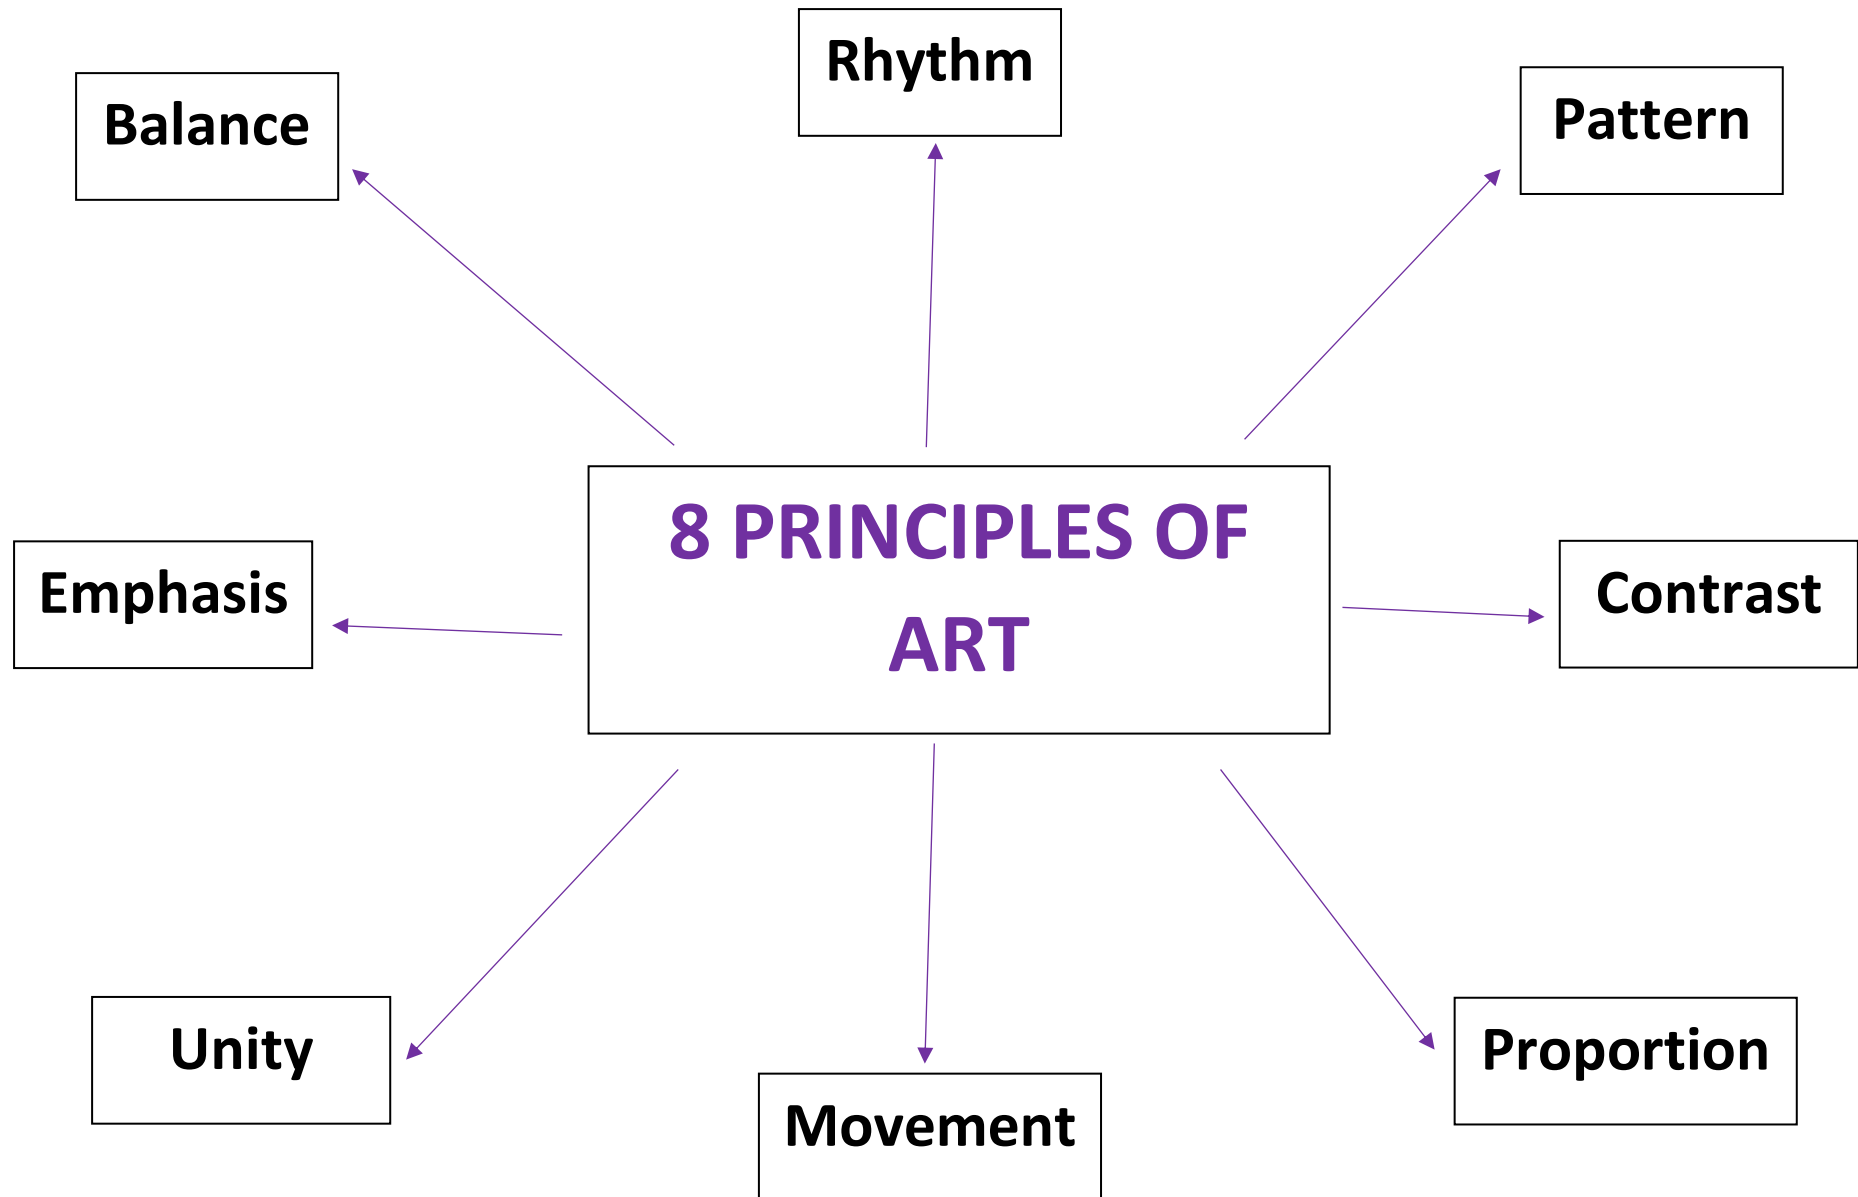 Rhythm
Balance
Pattern
8 PRINCIPLES OF
ART
Emphasis
Contrast
Unity
Proportion
Movement